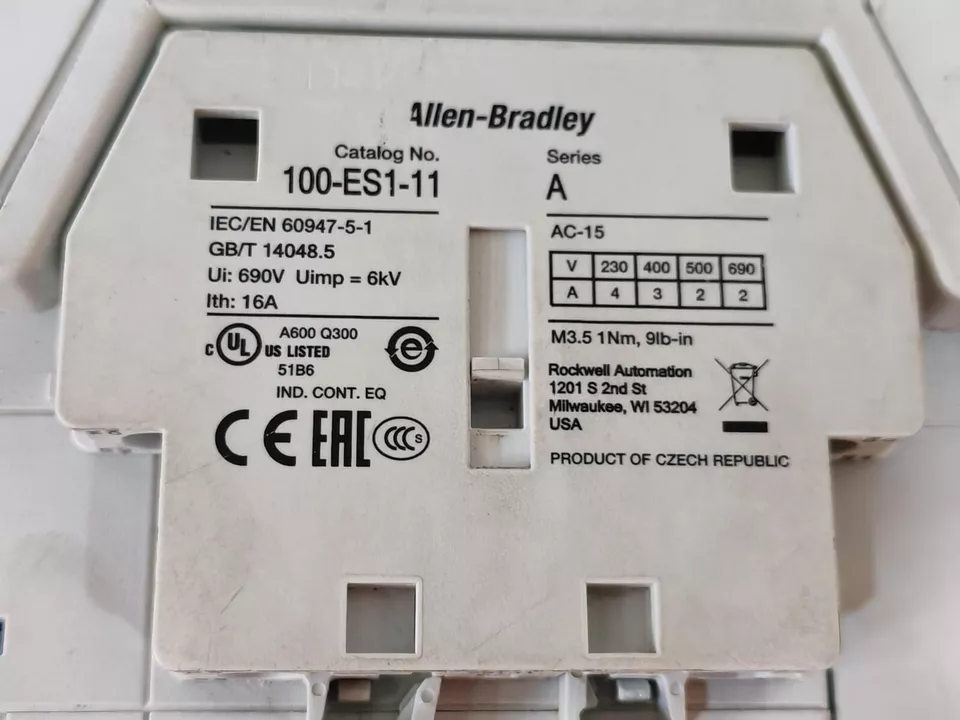 Allen-Bradley
Catalog No.
100-ES1-11
Series
A
IEC/EN 60947-5-1
GB/T 14048.5
Ui: 690V Uimp = 6kV
Ith: 16A
AC-15
V 230 400 500 690
A 4 3 2 2
c UL US LISTED
A600 Q300
51B6
IND. CONT. EQ
e
CE EAC CCC S
M3.5 1Nm, 9lb-in
Rockwell Automation
1201 S 2nd St
Milwaukee, WI 53204
USA
PRODUCT OF CZECH REPUBLIC